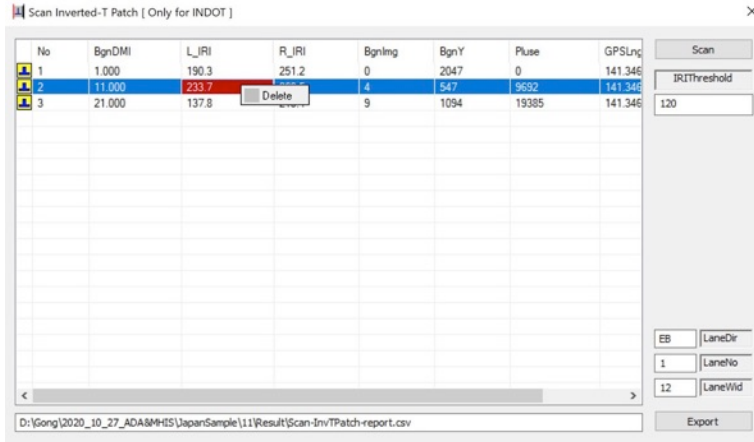 Scan Inverted-T Patch [ Only for INDOT ]
No BgnDMI L_IRI R_IRI BgnImg BgnY Pluse GPSLng
1 1.000 190.3 251.2 0 2047 0 141.346
2 11.000 233.7 4 547 9692 141.346
3 21.000 137.8 9 1094 19385 141.346
Delete
Scan
IRIThreshold
120
EB LaneDir
1 LaneNo
12 LaneWid
D:\Gong\2020_10_27_ADA&MHIS\JapanSample\11\Result\Scan-InvTPatch-report.csv
Export